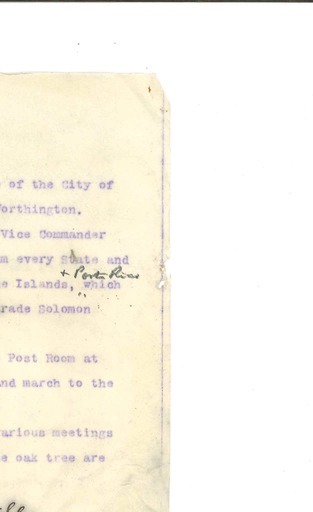 of the City of
Worthington.
Vice Commander
m every State and
+ Porto Rico
e Islands, which
rade Solomon
Post Room at
nd march to the
arious meetings
e oak tree are